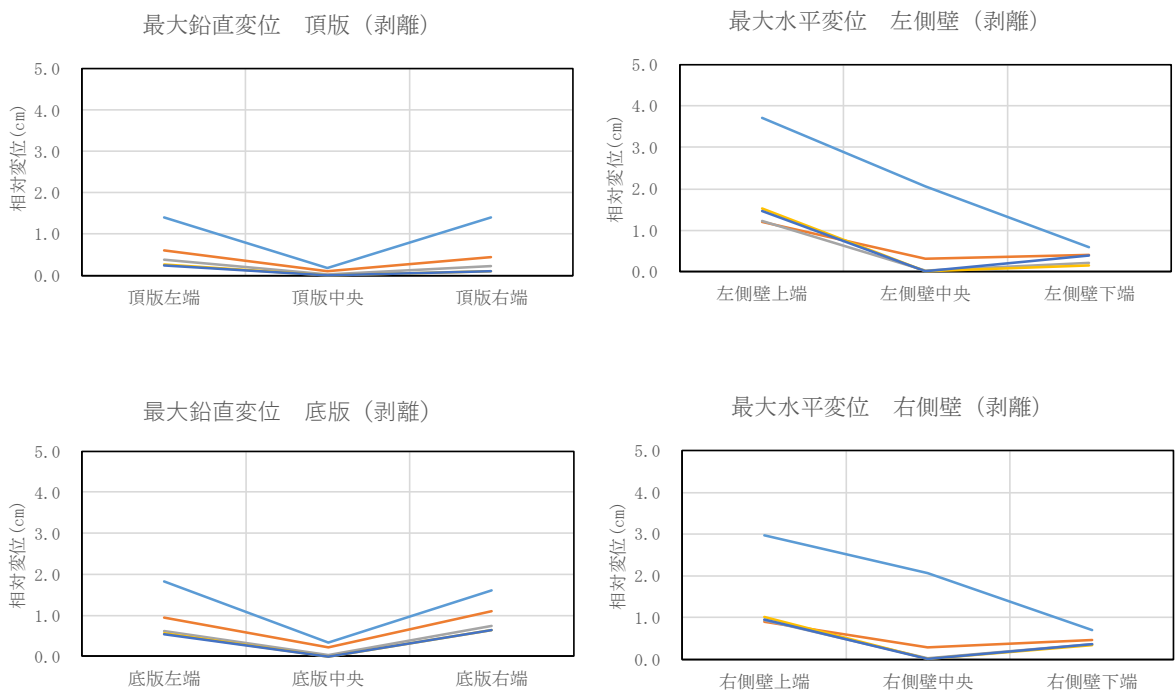 最大鉛直変位　頂版（剥離）
相対変位(cm)
5.0
4.0
3.0
2.0
1.0
0.0
頂版左端　頂版中央　頂版右端
最大水平変位　左側壁（剥離）
相対変位(cm)
5.0
4.0
3.0
2.0
1.0
0.0
左側壁上端　左側壁中央　左側壁下端
最大鉛直変位　底版（剥離）
相対変位(cm)
5.0
4.0
3.0
2.0
1.0
0.0
底版左端　底版中央　底版右端
最大水平変位　右側壁（剥離）
相対変位(cm)
5.0
4.0
3.0
2.0
1.0
0.0
右側壁上端　右側壁中央　右側壁下端